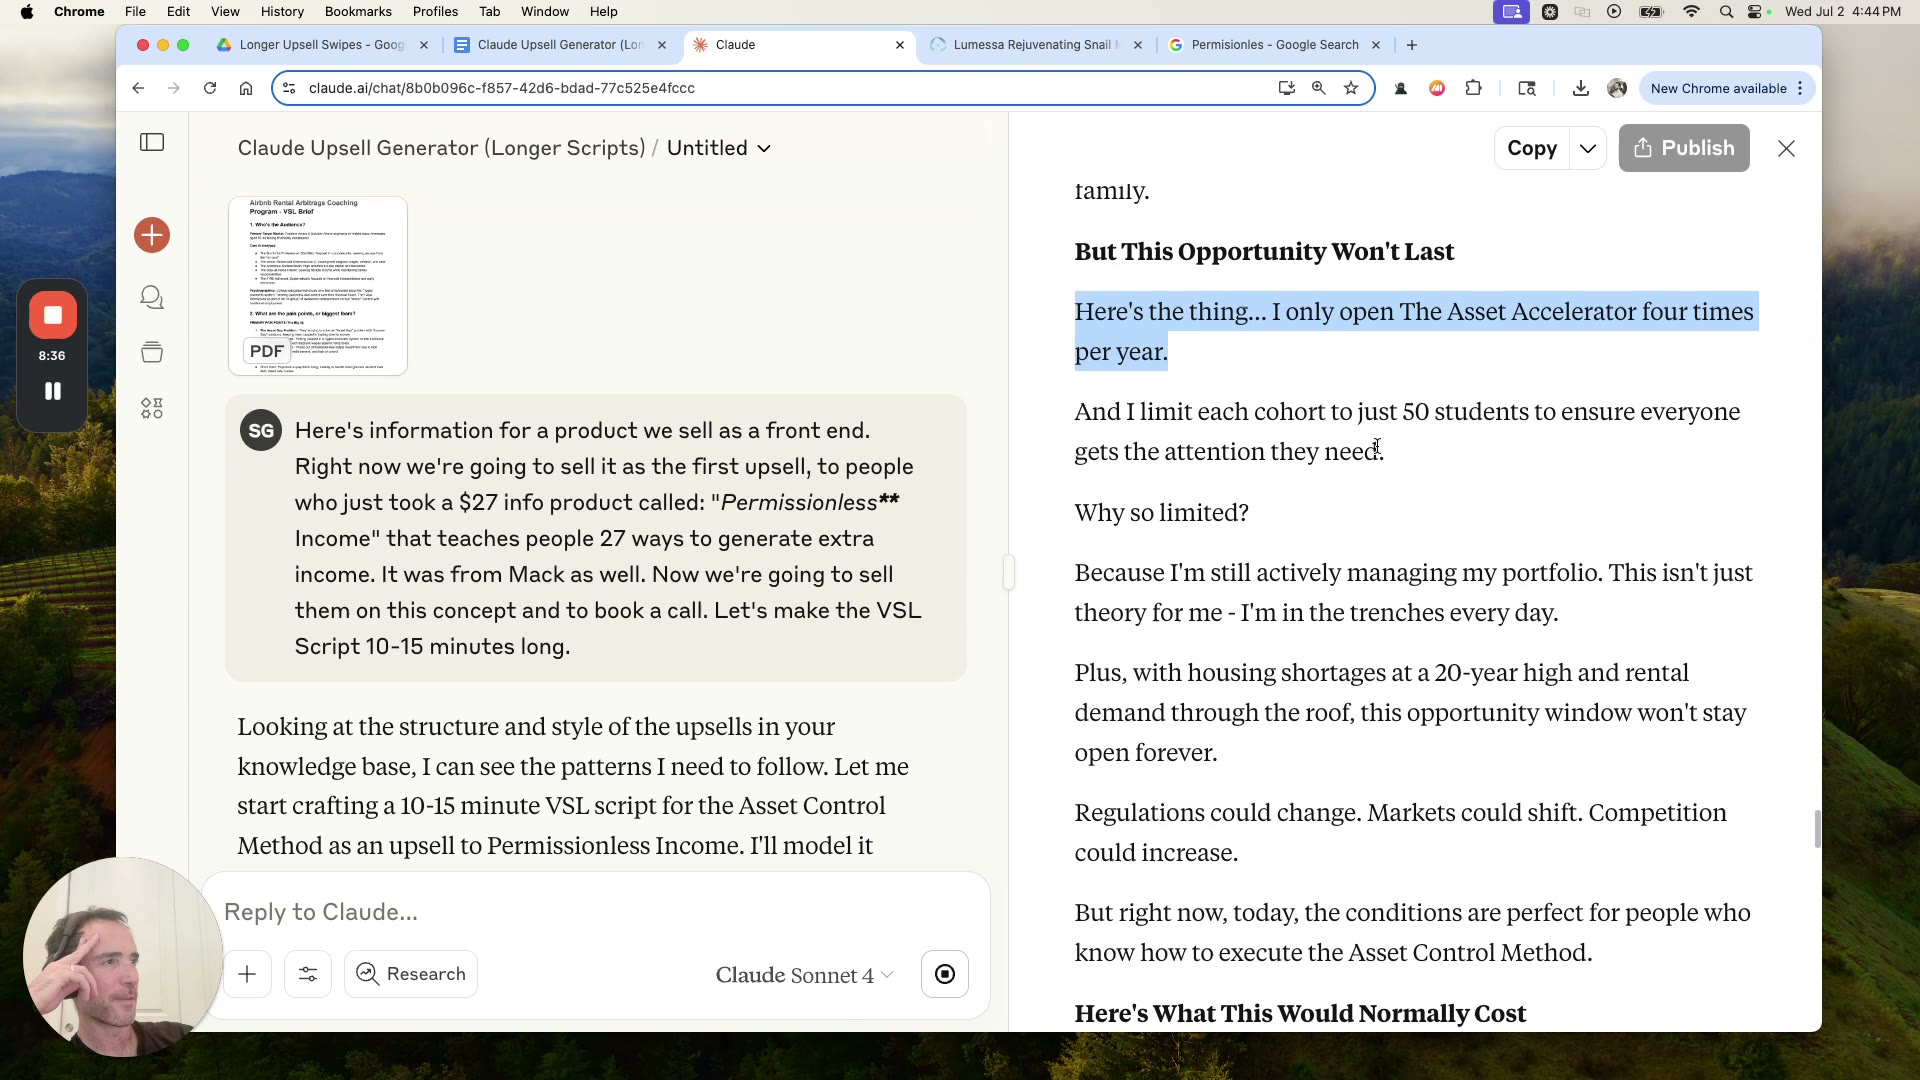 Chrome File Edit View History Bookmarks Profiles Tab Window Help Wed Jul 2 4:44 PM
Longer Upsell Swipes - Goog
Claude Upsell Generator (Lon
Claude
Lumessa Rejuvenating Snail M
Permisionles - Google Search
claude.ai/chat/8b0b096c-f857-42d6-bdad-77c525e4fccc
New Chrome available
Claude Upsell Generator (Longer Scripts) / Untitled
Airbnb Rental Arbitrage Coaching
Program - VSL Brief
1. Who's the Audience?
2. What are the pain points, or biggest fears?
PDF
8:36
SG
Here's information for a product we sell as a front end.
Right now we're going to sell it as the first upsell, to people
who just took a $27 info product called: "Permissionless**
Income" that teaches people 27 ways to generate extra
income. It was from Mack as well. Now we're going to sell
them on this concept and to book a call. Let's make the VSL
Script 10-15 minutes long.
Looking at the structure and style of the upsells in your
knowledge base, I can see the patterns I need to follow. Let me
start crafting a 10-15 minute VSL script for the Asset Control
Method as an upsell to Permissionless Income. I'll model it
Reply to Claude...
Research
Claude Sonnet 4
Copy
Publish
family.
But This Opportunity Won't Last
Here's the thing... I only open The Asset Accelerator four times
per year.
And I limit each cohort to just 50 students to ensure everyone
gets the attention they need.
Why so limited?
Because I'm still actively managing my portfolio. This isn't just
theory for me - I'm in the trenches every day.
Plus, with housing shortages at a 20-year high and rental
demand through the roof, this opportunity window won't stay
open forever.
Regulations could change. Markets could shift. Competition
could increase.
But right now, today, the conditions are perfect for people who
know how to execute the Asset Control Method.
Here's What This Would Normally Cost